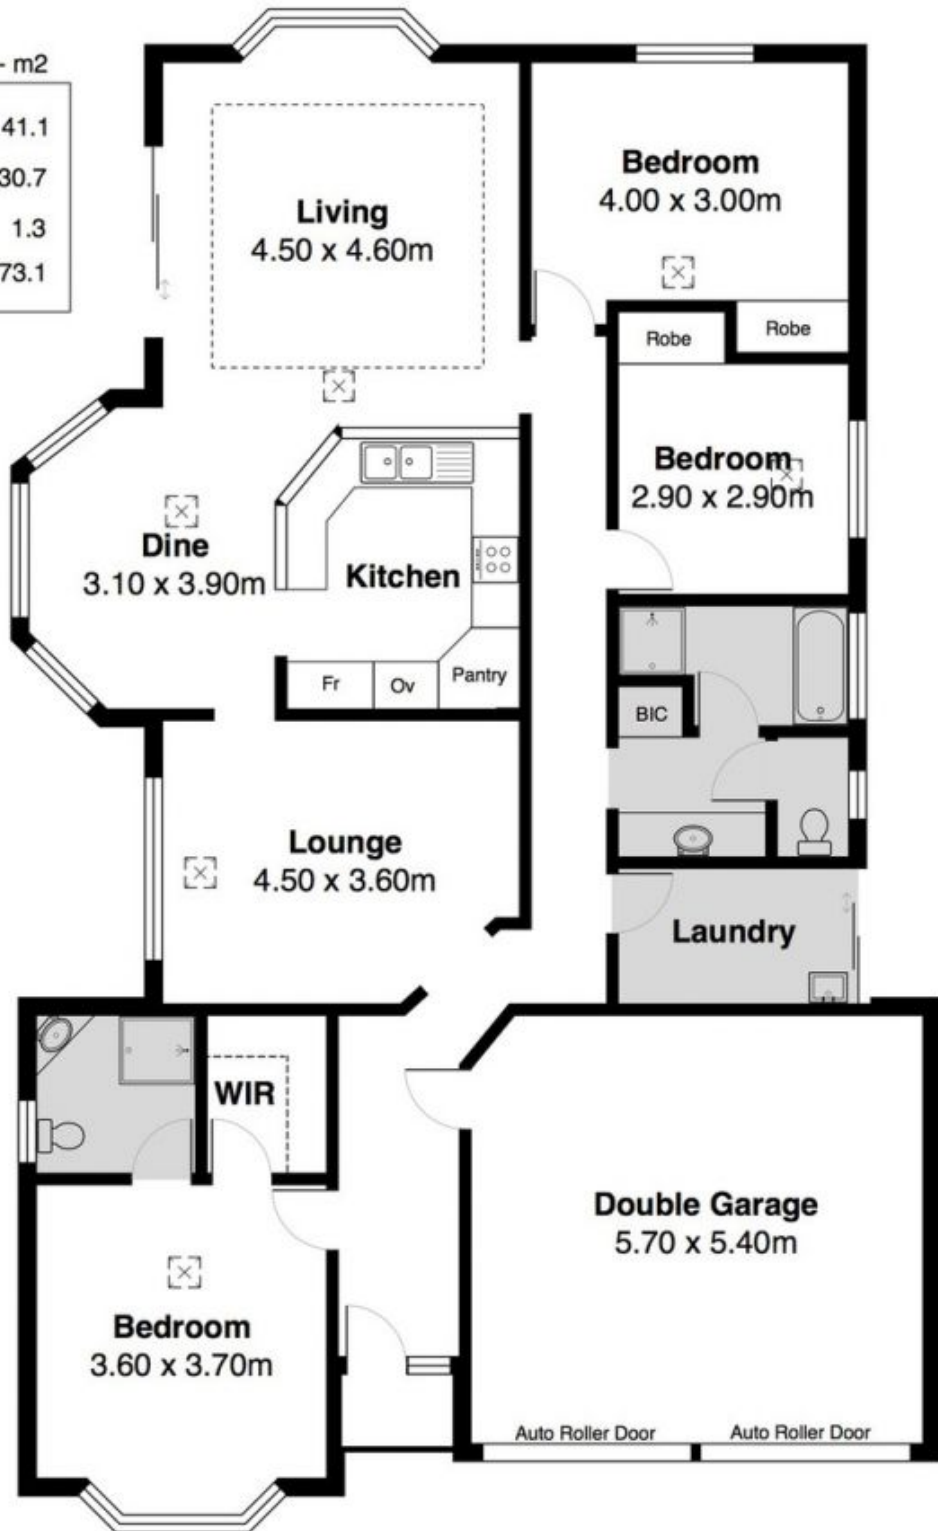 - m2
41.1
30.7
1.3
73.1
Living
4.50 x 4.60m
Bedroom
4.00 x 3.00m
Robe
Robe
Bedroom
2.90 x 2.90m
Dine
3.10 x 3.90m
Kitchen
Fr
Ov
Pantry
BIC
Lounge
4.50 x 3.60m
Laundry
WIR
Double Garage
5.70 x 5.40m
Bedroom
3.60 x 3.70m
Auto Roller Door
Auto Roller Door